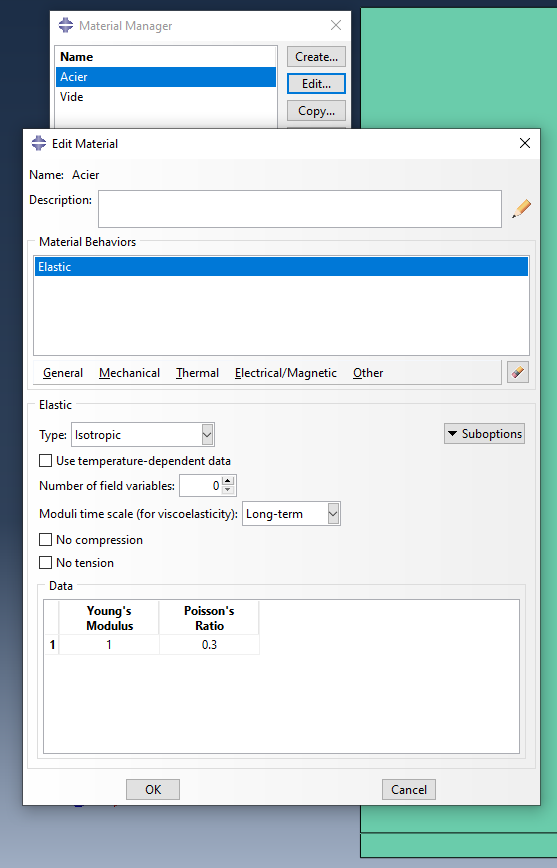 Material Manager
Name
Acier
Vide
Create...
Edit...
Copy...
Edit Material
Name: Acier
Description:
Material Behaviors
Elastic
General Mechanical Thermal Electrical/Magnetic Other
Elastic
Type: Isotropic
Suboptions
Use temperature-dependent data
Number of field variables: 0
Moduli time scale (for viscoelasticity): Long-term
No compression
No tension
Data
Young's Poisson's
Modulus Ratio
1 1 0.3
OK Cancel